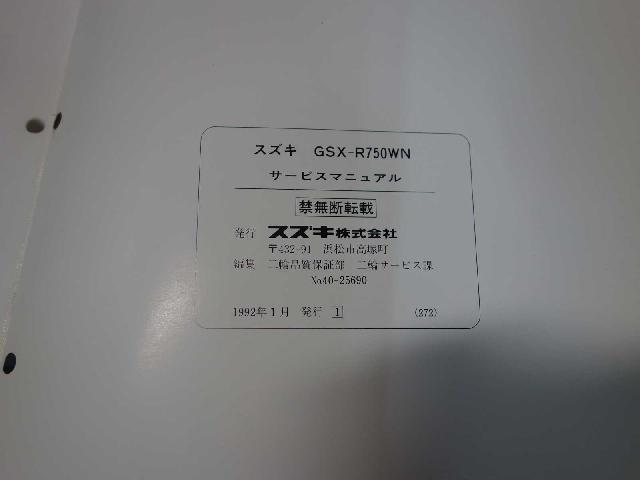 スズキ GSX-R750WN
サービスマニュアル
禁無断転載
発行 スズキ株式会社
〒432-91 浜松市高塚町
編集 二輪品質保証部 二輪サービス課
No.40-25690
1992年1月 発行 1 (272)